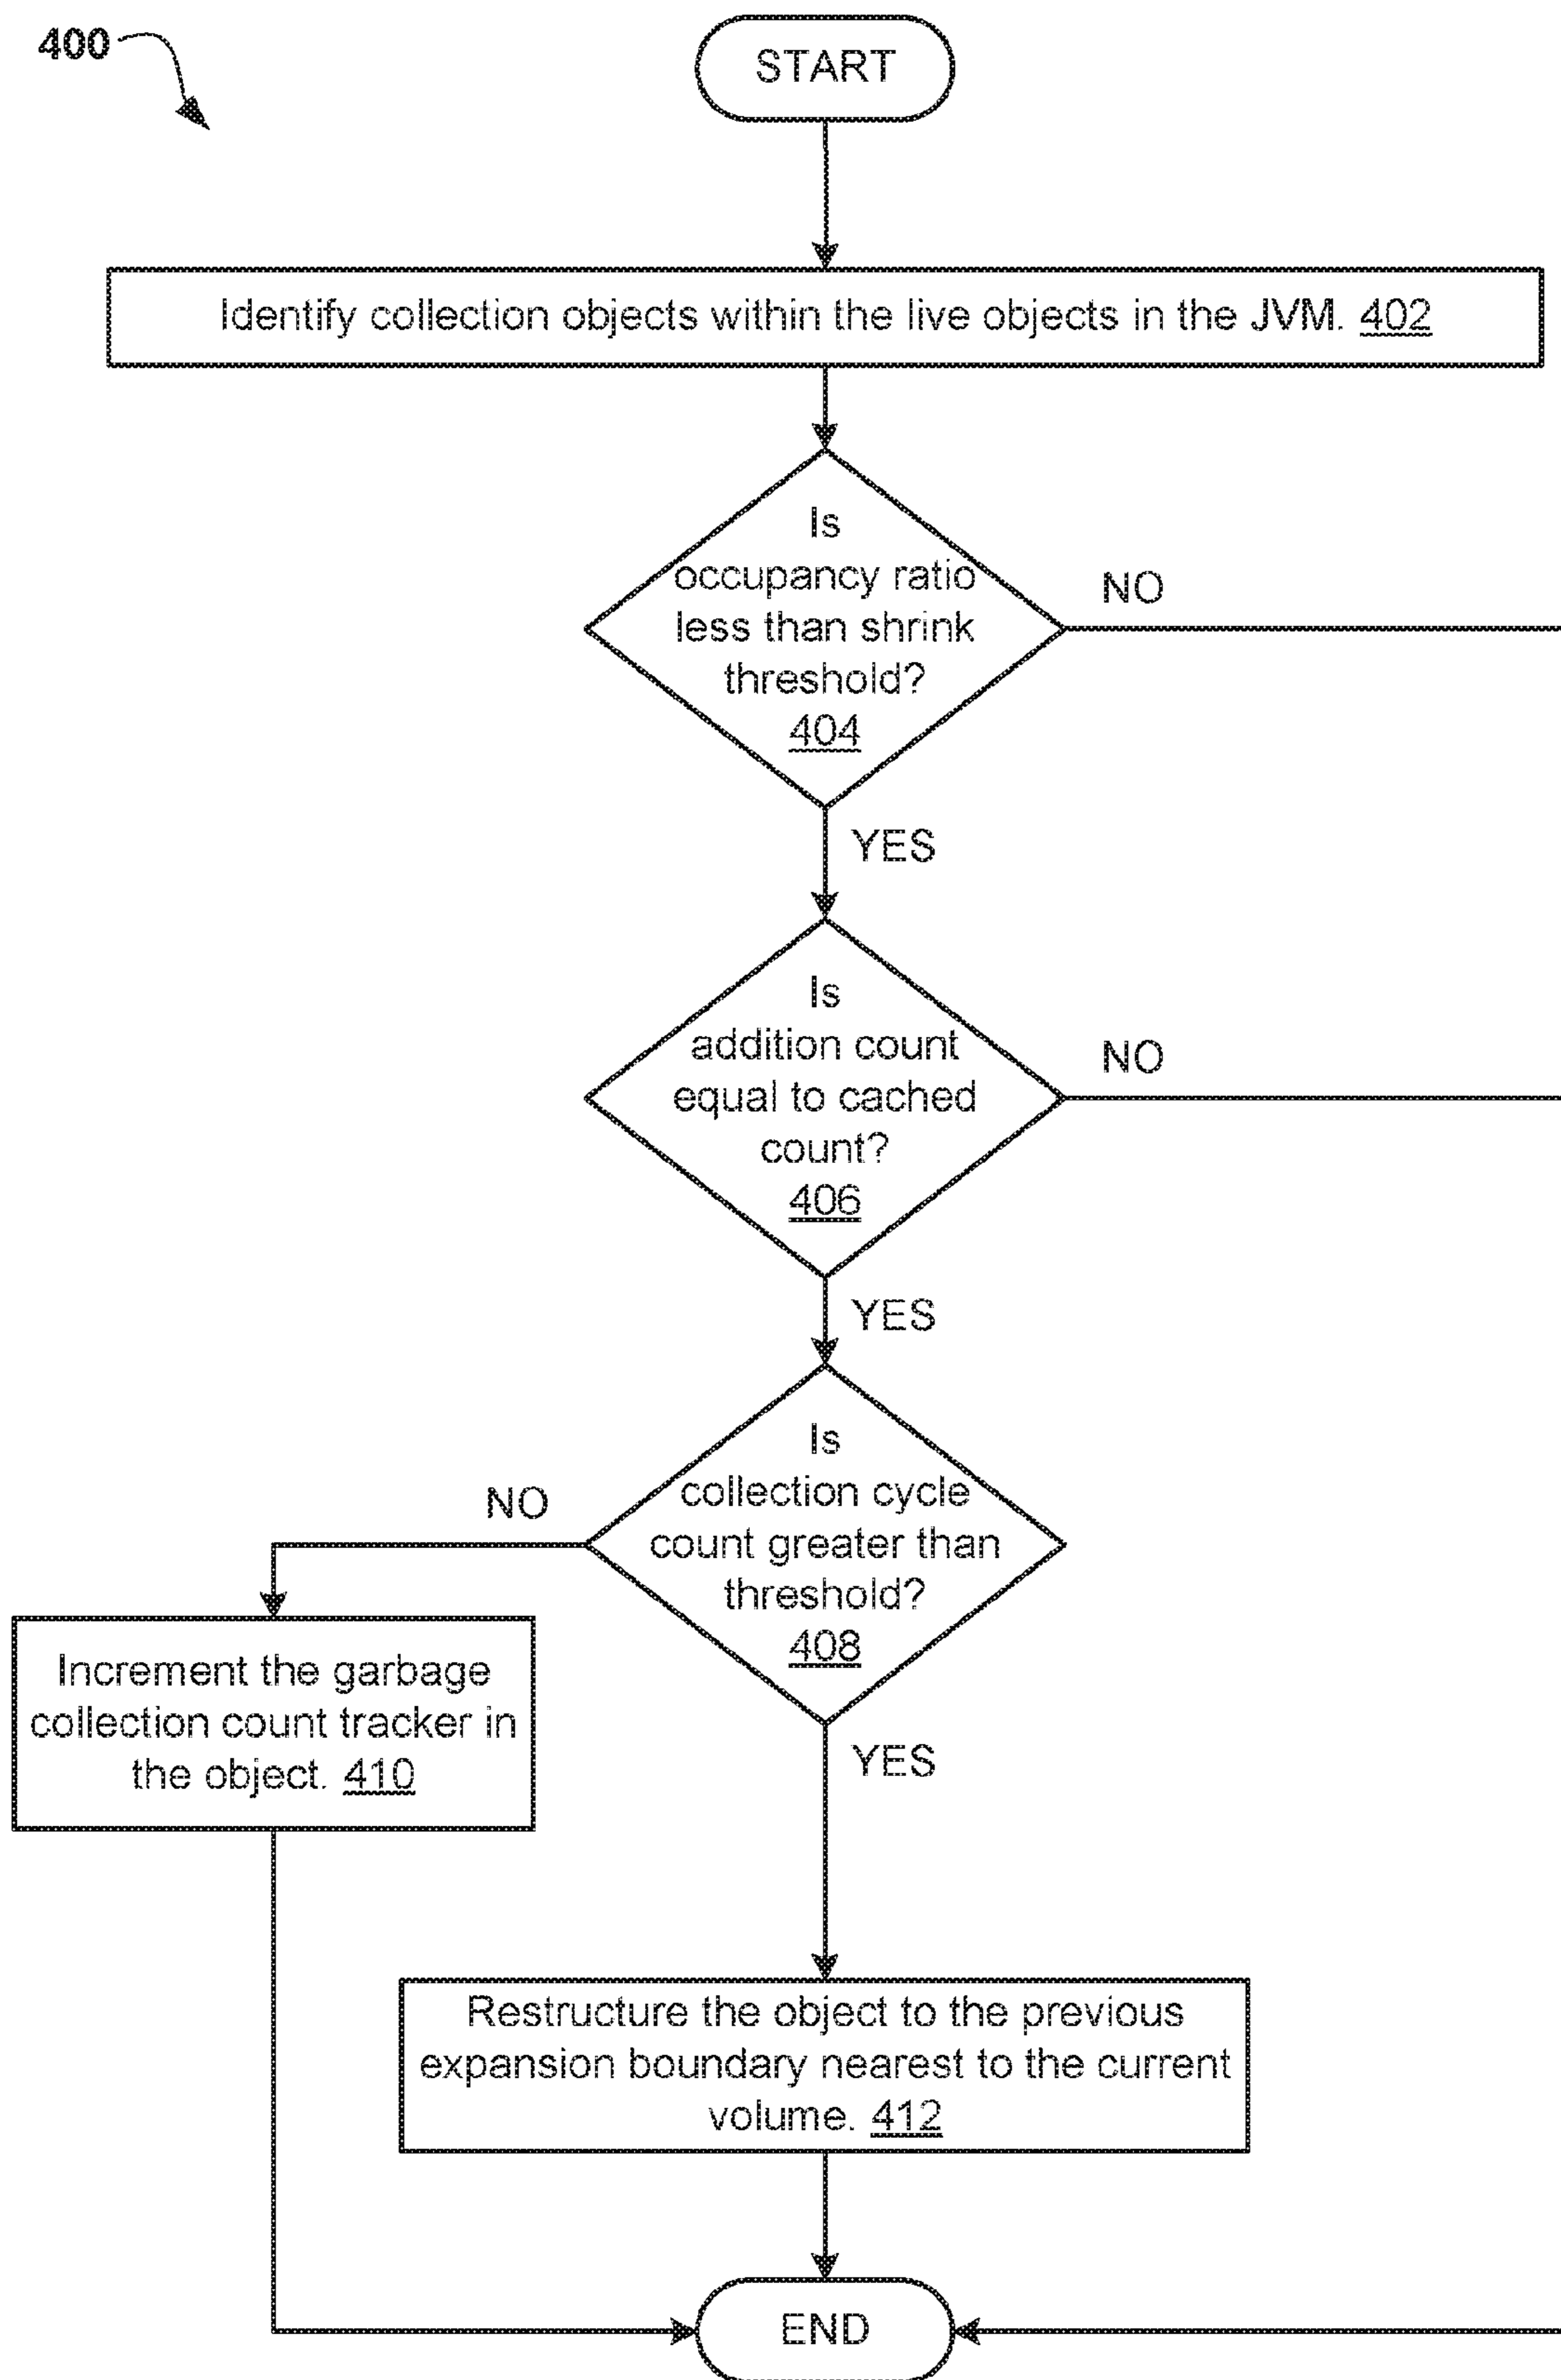 400
START
Identify collection objects within the live objects in the JVM. 402
Is
occupancy ratio
less than shrink
threshold?
404
NO
YES
Is
addition count
equal to cached
count?
406
NO
YES
Is
collection cycle
count greater than
threshold?
408
NO
YES
Increment the garbage
collection count tracker in
the object. 410
Restructure the object to the previous
expansion boundary nearest to the current
volume. 412
END